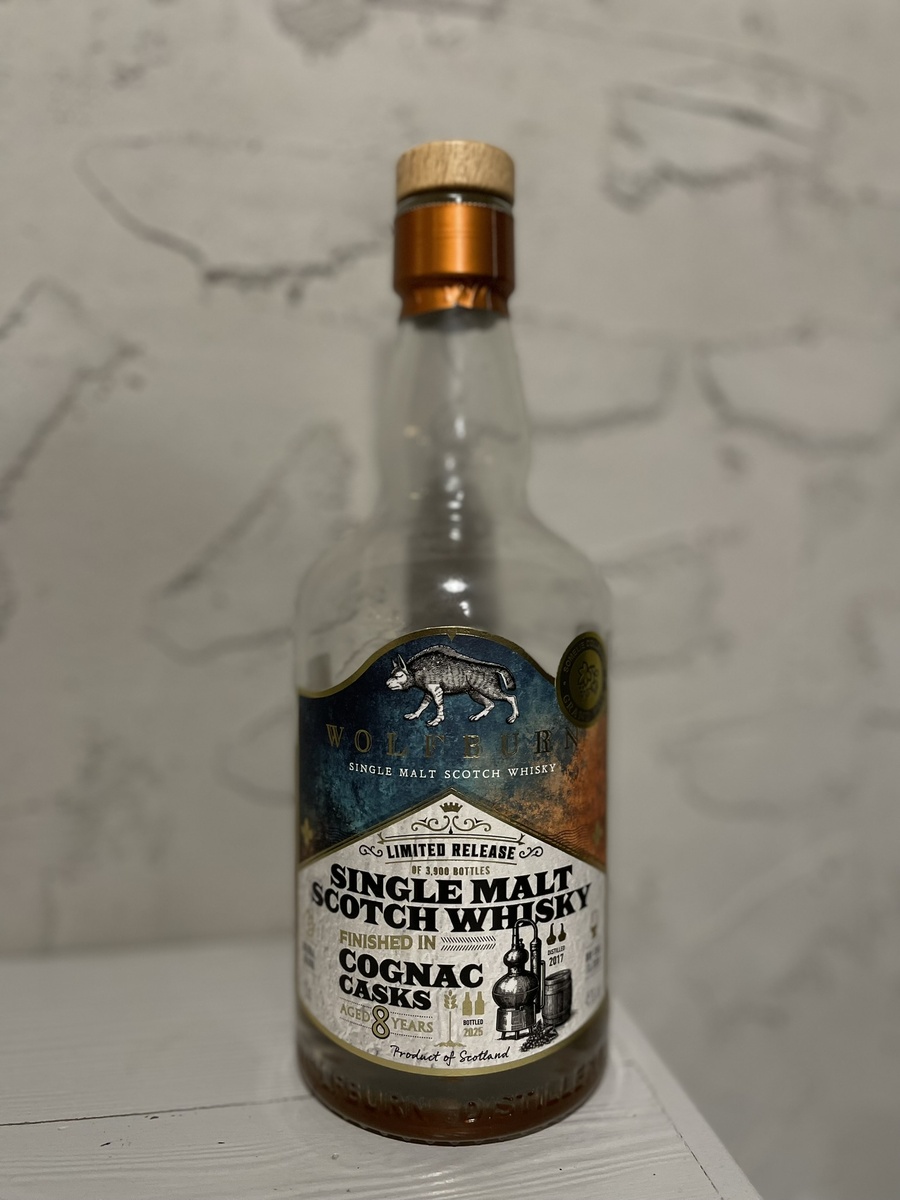 WOLFBURN
SINGLE MALT SCOTCH WHISKY
LIMITED RELEASE
OF 3,900 BOTTLES
SINGLE MALT
SCOTCH WHISKY
FINISHED IN
COGNAC
CASKS
AGED 8 YEARS
DISTILLED
2017
BOTTLED
2025
Product of Scotland